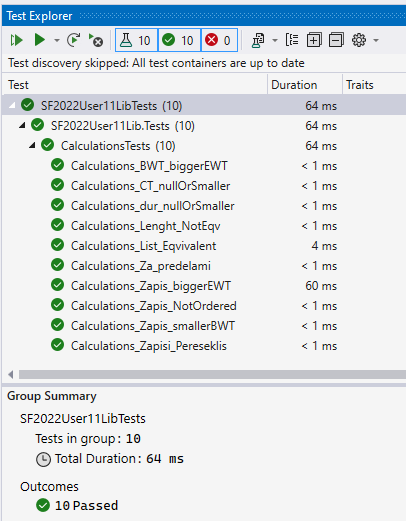 Test Explorer
10 10 0
Test discovery skipped: All test containers are up to date
Test Duration Traits
SF2022User11LibTests (10) 64 ms
SF2022User11Lib.Tests (10) 64 ms
CalculationsTests (10) 64 ms
Calculations_BWT_biggerEWT < 1 ms
Calculations_CT_nullOrSmaller < 1 ms
Calculations_dur_nullOrSmaller < 1 ms
Calculations_Lenght_NotEqv < 1 ms
Calculations_List_Eqvivalent 4 ms
Calculations_Za_predelami < 1 ms
Calculations_Zapis_biggerEWT 60 ms
Calculations_Zapis_NotOrdered < 1 ms
Calculations_Zapis_smallerBWT < 1 ms
Calculations_Zapisi_Pereseklis < 1 ms
Group Summary
SF2022User11LibTests
Tests in group: 10
Total Duration: 64 ms
Outcomes
10 Passed